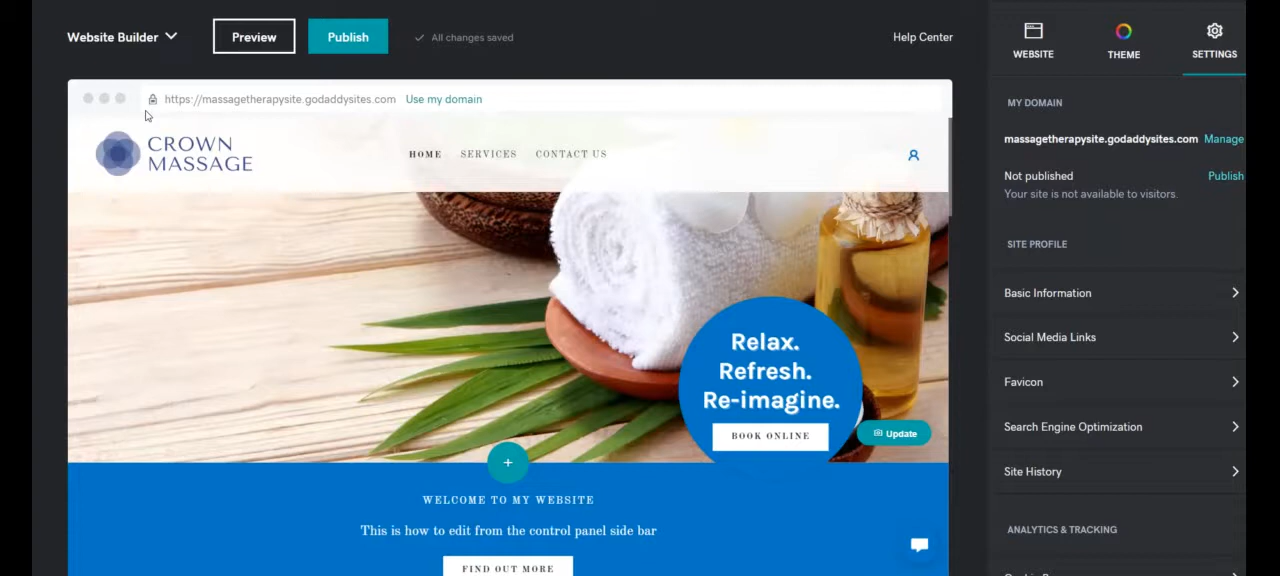 Website Builder
Preview
Publish
All changes saved
Help Center
WEBSITE
THEME
SETTINGS
https://massagetherapysite.godaddysites.com
Use my domain
CROWN
MASSAGE
HOME
SERVICES
CONTACT US
Relax.
Refresh.
Re-imagine.
BOOK ONLINE
Update
+
WELCOME TO MY WEBSITE
This is how to edit from the control panel side bar
FIND OUT MORE
MY DOMAIN
massagetherapysite.godaddysites.com Manage
Not published Publish
Your site is not available to visitors.
SITE PROFILE
Basic Information
Social Media Links
Favicon
Search Engine Optimization
Site History
ANALYTICS & TRACKING